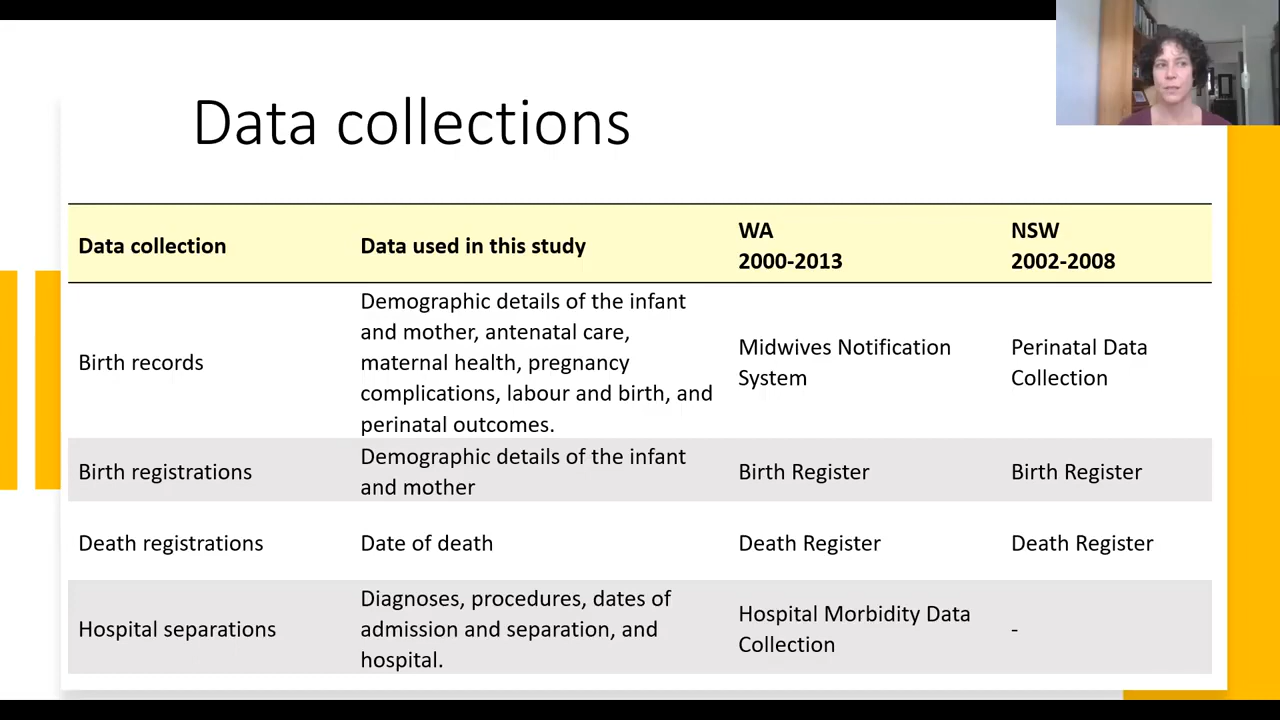 Data collections
Data collection
Data used in this study
WA
2000-2013
NSW
2002-2008
Birth records
Demographic details of the infant
and mother, antenatal care,
maternal health, pregnancy
complications, labour and birth, and
perinatal outcomes.
Midwives Notification
System
Perinatal Data
Collection
Birth registrations
Demographic details of the infant
and mother
Birth Register
Birth Register
Death registrations
Date of death
Death Register
Death Register
Hospital separations
Diagnoses, procedures, dates of
admission and separation, and
hospital.
Hospital Morbidity Data
Collection
-